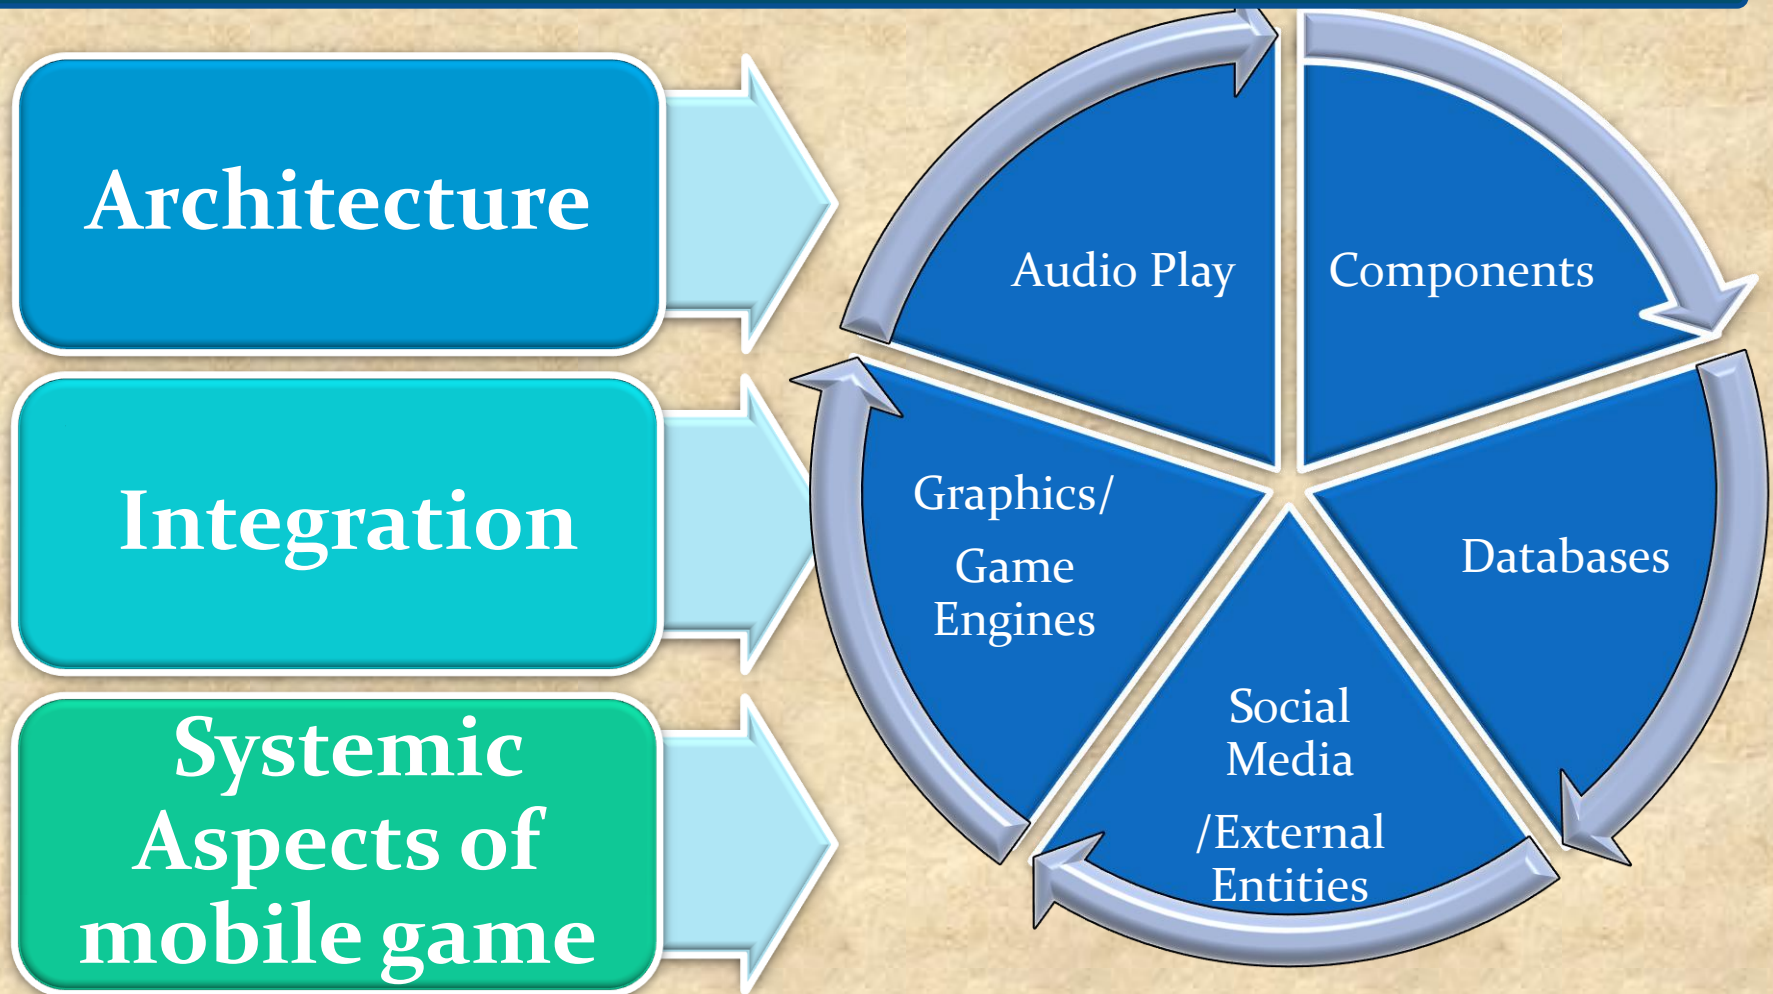 Architecture
Integration
Systemic
Aspects of
mobile game
Audio Play
Components
Graphics/
Game
Engines
Databases
Social
Media
/External
Entities